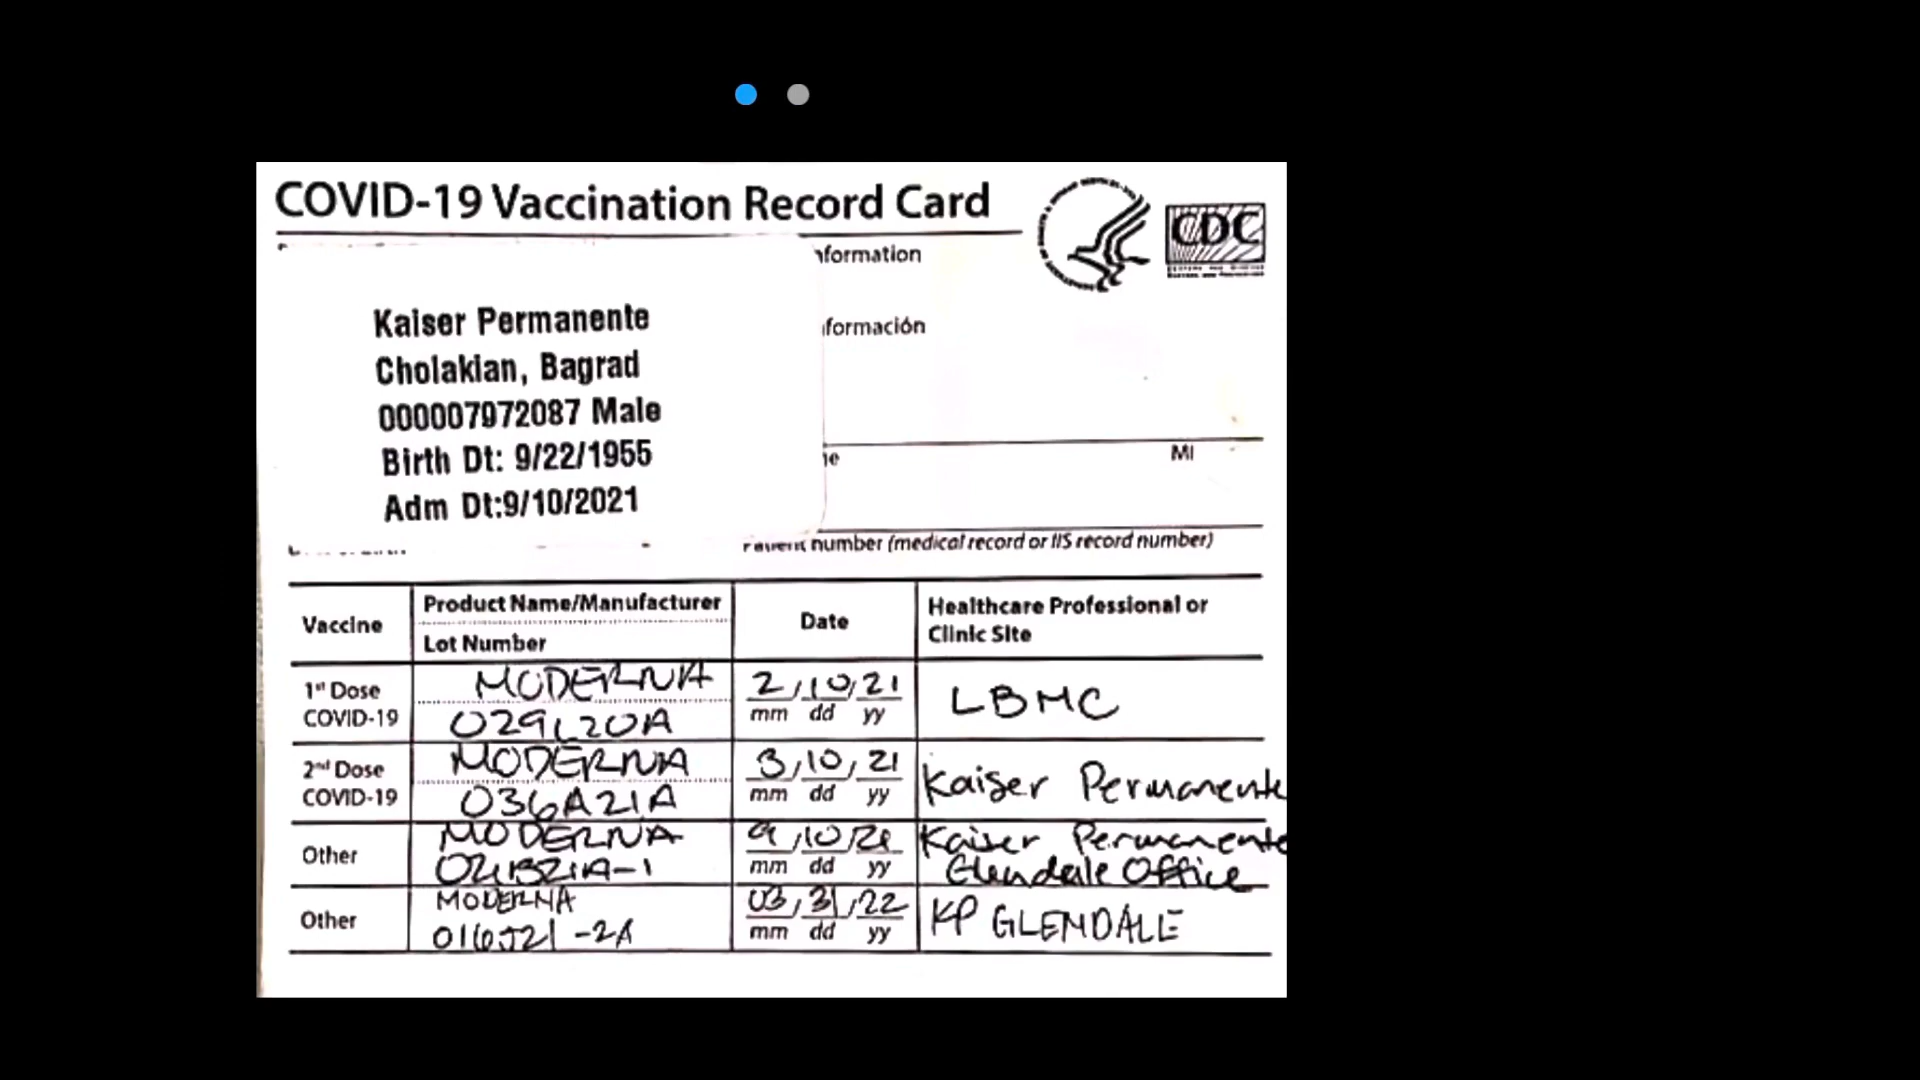 COVID-19 Vaccination Record Card
CDC
nformation
Kaiser Permanente
nformación
Cholakian, Bagrad
000007972087 Male
Birth Dt: 9/22/1955
MI
Adm Dt:9/10/2021
Patient number (medical record or IIS record number)
Vaccine
Product Name/Manufacturer
Lot Number
Date
Healthcare Professional or
Clinic Site
1st Dose
COVID-19
MODERNA
029L20A
2/10/21
mm dd yy
LBMC
2nd Dose
COVID-19
MODERNA
036A21A
3/10/21
mm dd yy
Kaiser Permanente
Other
MODERNA
9/10/21
mm dd yy
Kaiser Permanente
Glendale Office
Other
MODERNA
016J21-2A
03/31/22
mm dd yy
KP GLENDALE